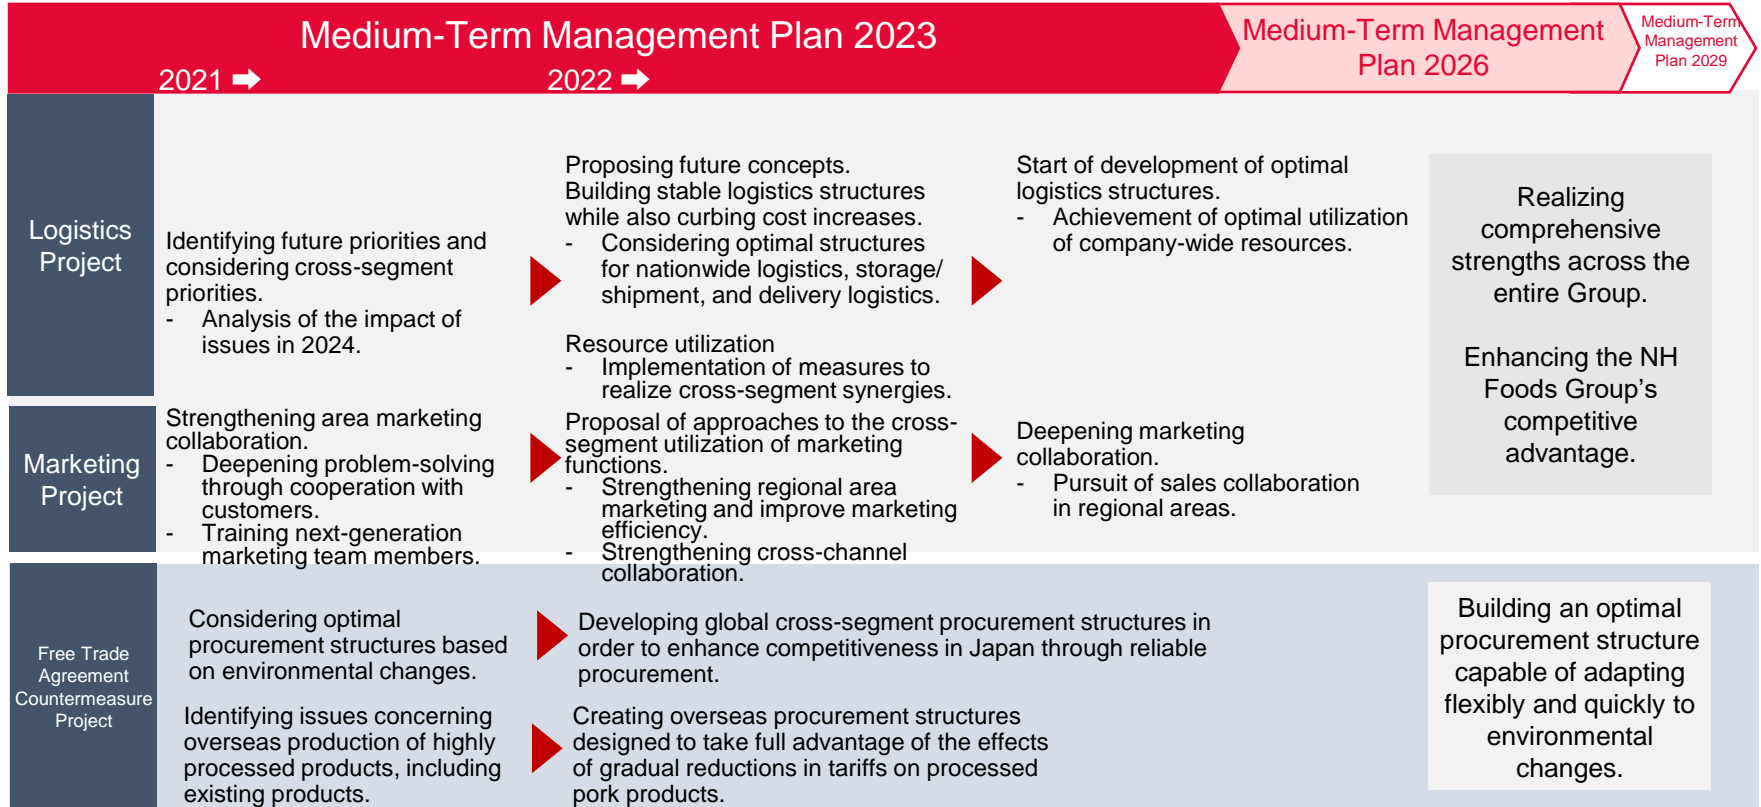 Medium-Term Management Plan 2023
2021
2022
Medium-Term Management
Plan 2026
Medium-Term
Management
Plan 2029
Logistics
Project
Identifying future priorities and
considering cross-segment
priorities.
- Analysis of the impact of
issues in 2024.
Proposing future concepts.
Building stable logistics structures
while also curbing cost increases.
- Considering optimal structures
for nationwide logistics, storage/
shipment, and delivery logistics.
Resource utilization
- Implementation of measures to
realize cross-segment synergies.
Start of development of optimal
logistics structures.
- Achievement of optimal utilization
of company-wide resources.
Realizing
comprehensive
strengths across the
entire Group.
Enhancing the NH
Foods Group’s
competitive
advantage.
Marketing
Project
Strengthening area marketing
collaboration.
- Deepening problem-solving
through cooperation with
customers.
- Training next-generation
marketing team members.
Proposal of approaches to the cross-
segment utilization of marketing
functions.
- Strengthening regional area
marketing and improve marketing
efficiency.
- Strengthening cross-channel
collaboration.
Deepening marketing
collaboration.
- Pursuit of sales collaboration
in regional areas.
Free Trade
Agreement
Countermeasure
Project
Considering optimal
procurement structures based
on environmental changes.
Developing global cross-segment procurement structures in
order to enhance competitiveness in Japan through reliable
procurement.
Identifying issues concerning
overseas production of highly
processed products, including
existing products.
Creating overseas procurement structures
designed to take full advantage of the effects
of gradual reductions in tariffs on processed
pork products.
Building an optimal
procurement structure
capable of adapting
flexibly and quickly to
environmental
changes.